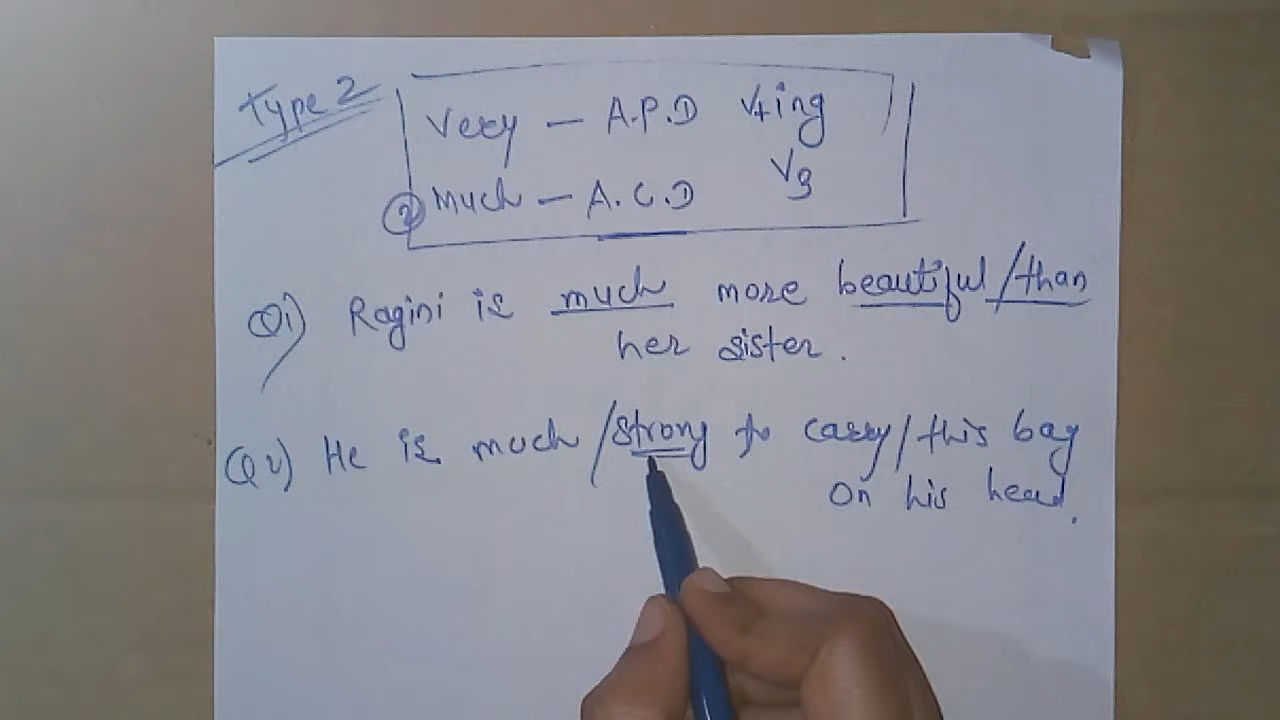 Type 2
Very — A.P.D V+ing
V3
② Much — A.C.D
Q1) Ragini is much more beautiful /than
her sister.
Q2) He is much /strong to carry/this bag
on his head.